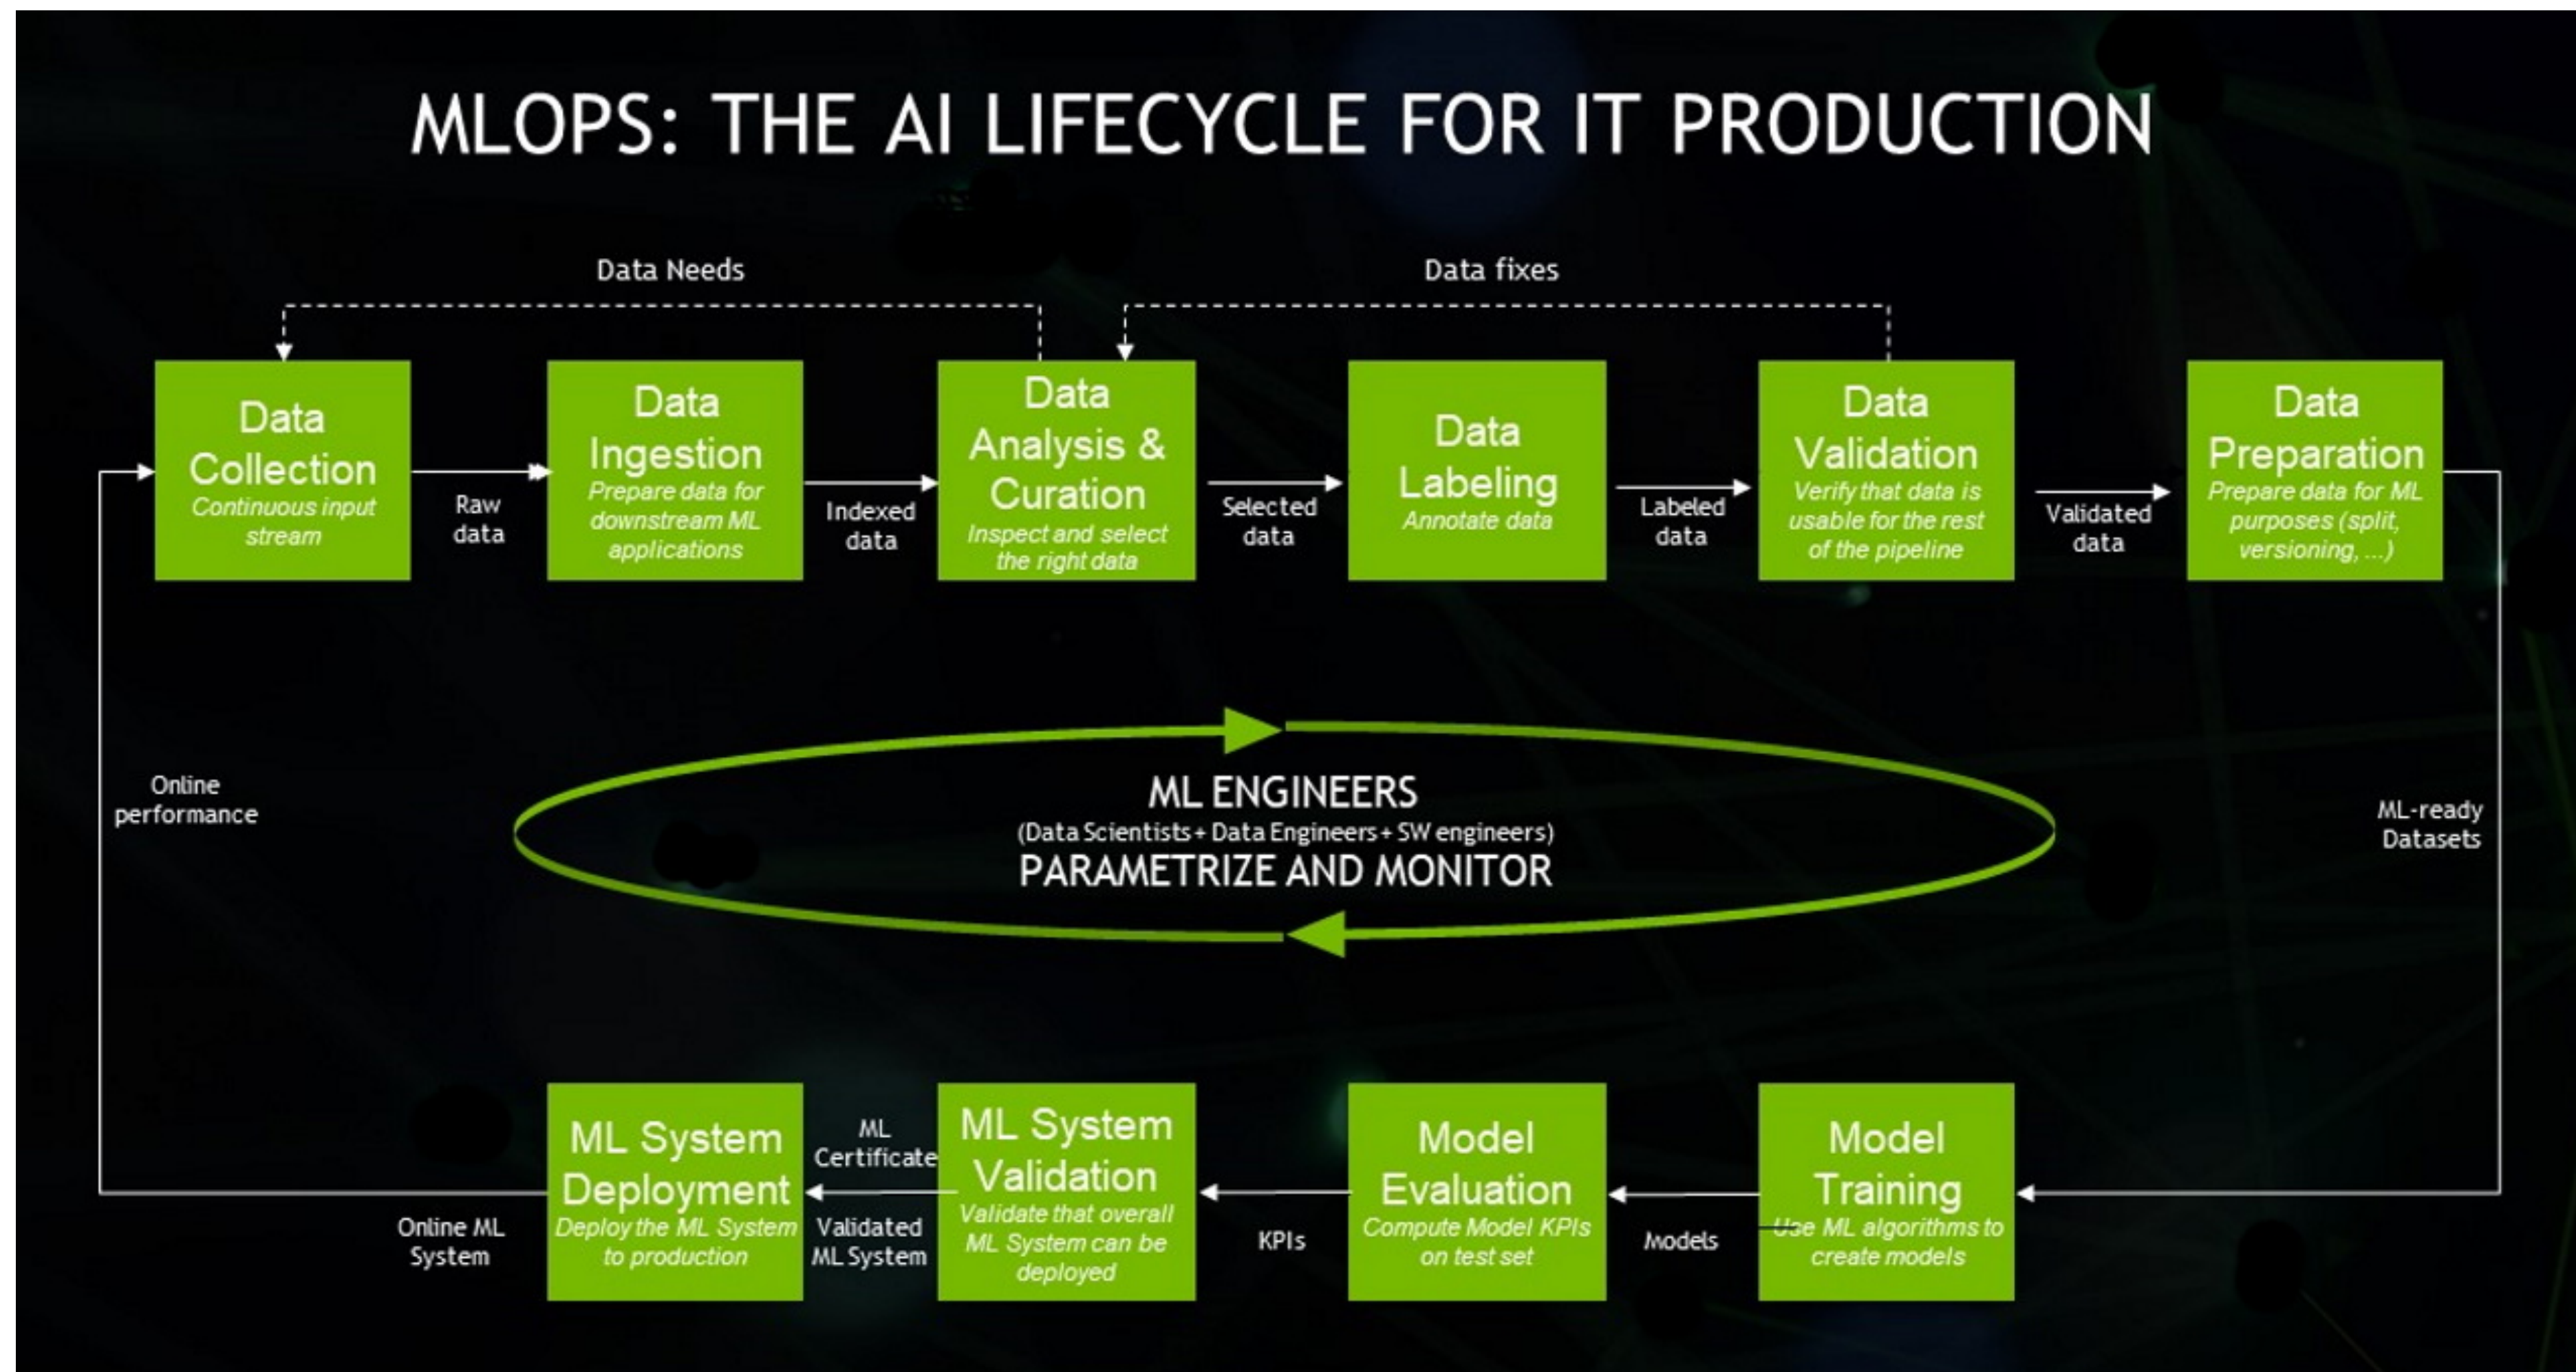 MLOPS: THE AI LIFECYCLE FOR IT PRODUCTION
Data Needs
Data fixes
Data
Collection
Continuous input
stream
Raw
data
Data
Ingestion
Prepare data for
downstream ML
applications
Indexed
data
Data
Analysis &
Curation
Inspect and select
the right data
Selected
data
Data
Labeling
Annotate data
Labeled
data
Data
Validation
Verify that data is
usable for the rest
of the pipeline
Validated
data
Data
Preparation
Prepare data for ML
purposes (split,
versioning, ...)
Online
performance
ML ENGINEERS
(Data Scientists + Data Engineers + SW engineers)
PARAMETRIZE AND MONITOR
ML-ready
Datasets
Online ML
System
ML System
Deployment
Deploy the ML System
to production
ML
Certificate
Validated
ML System
ML System
Validation
Validate that overall
ML System can be
deployed
KPIs
Model
Evaluation
Compute Model KPIs
on test set
Models
Model
Training
Use ML algorithms to
create models